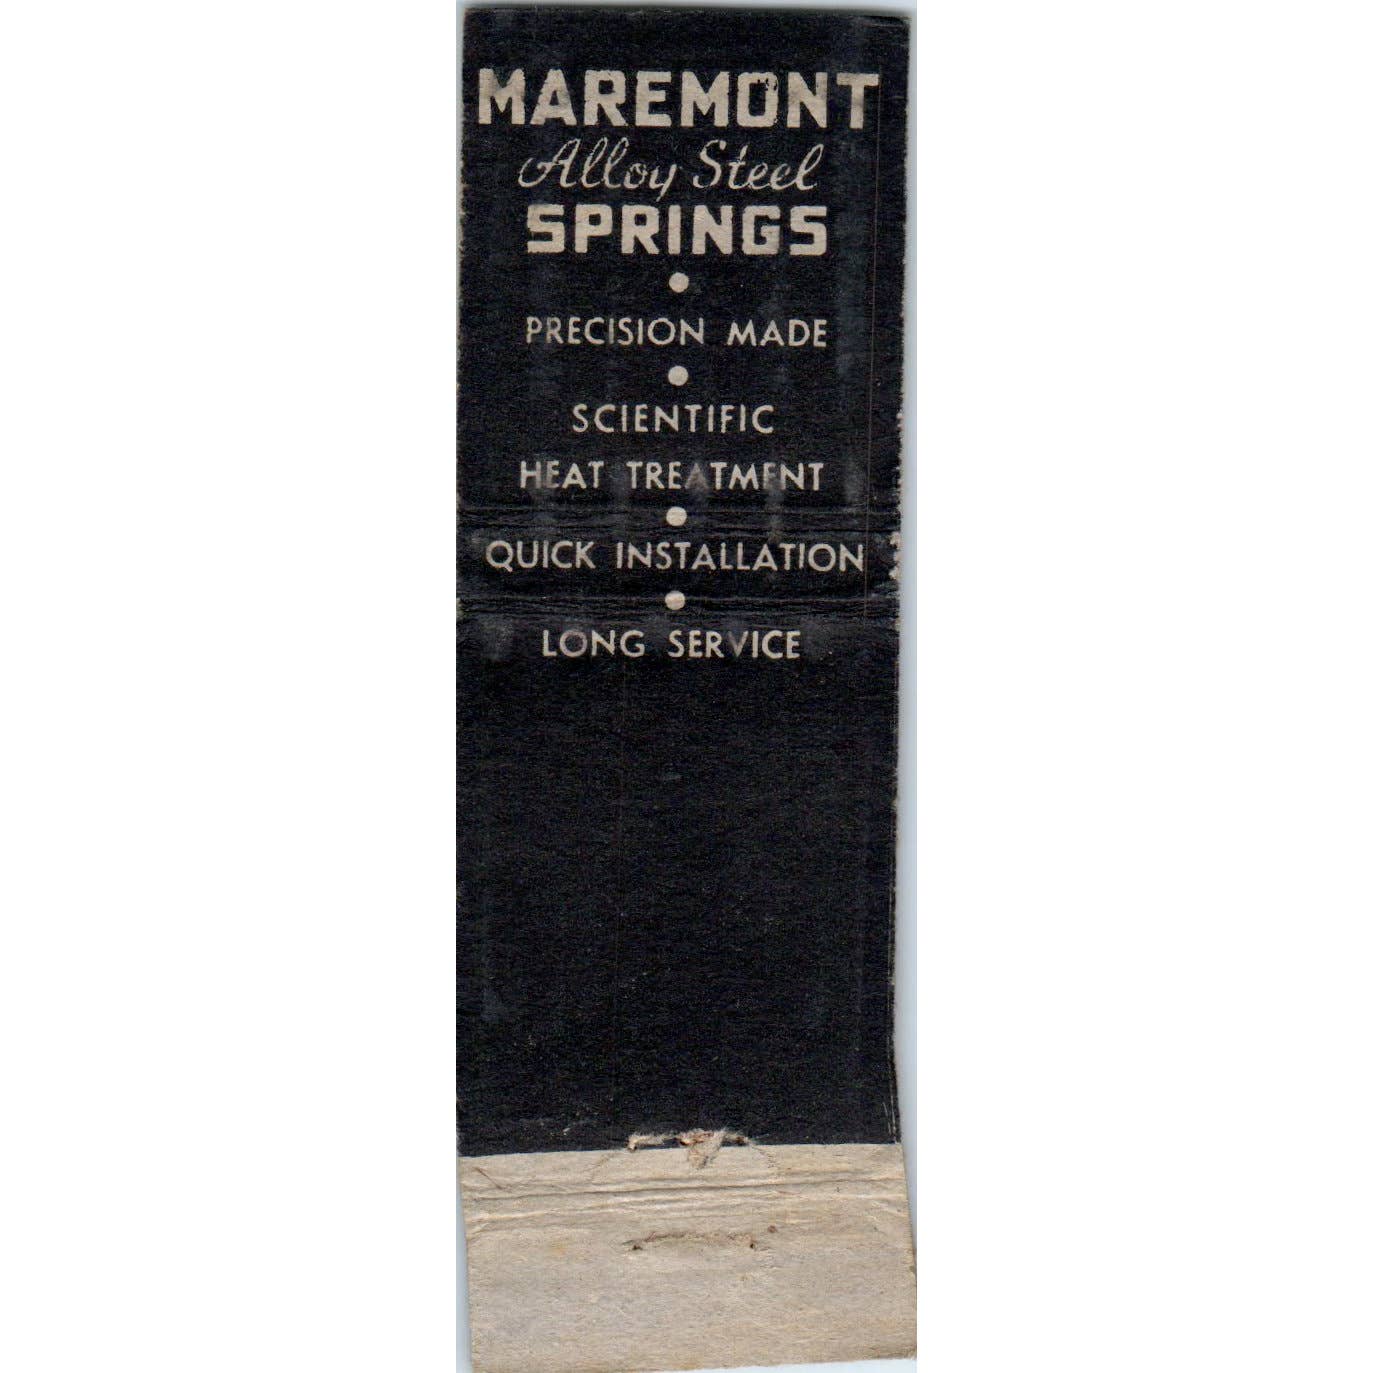 MAREMONT
Alloy Steel
SPRINGS
PRECISION MADE
SCIENTIFIC
HEAT TREATMENT
QUICK INSTALLATION
LONG SERVICE